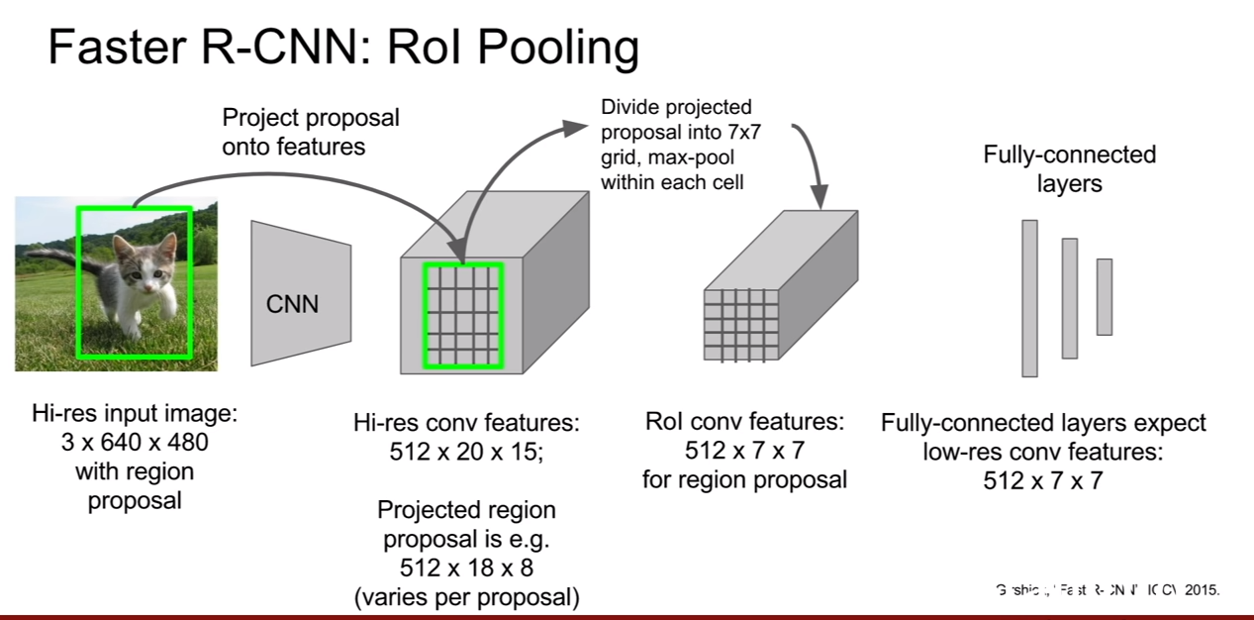 Faster R-CNN: RoI Pooling
Project proposal
onto features
Divide projected
proposal into 7x7
grid, max-pool
within each cell
Fully-connected
layers
CNN
Hi-res input image:
3 x 640 x 480
with region
proposal
Hi-res conv features:
512 x 20 x 15;
Projected region
proposal is e.g.
512 x 18 x 8
(varies per proposal)
RoI conv features:
512 x 7 x 7
for region proposal
Fully-connected layers expect
low-res conv features:
512 x 7 x 7
2015.